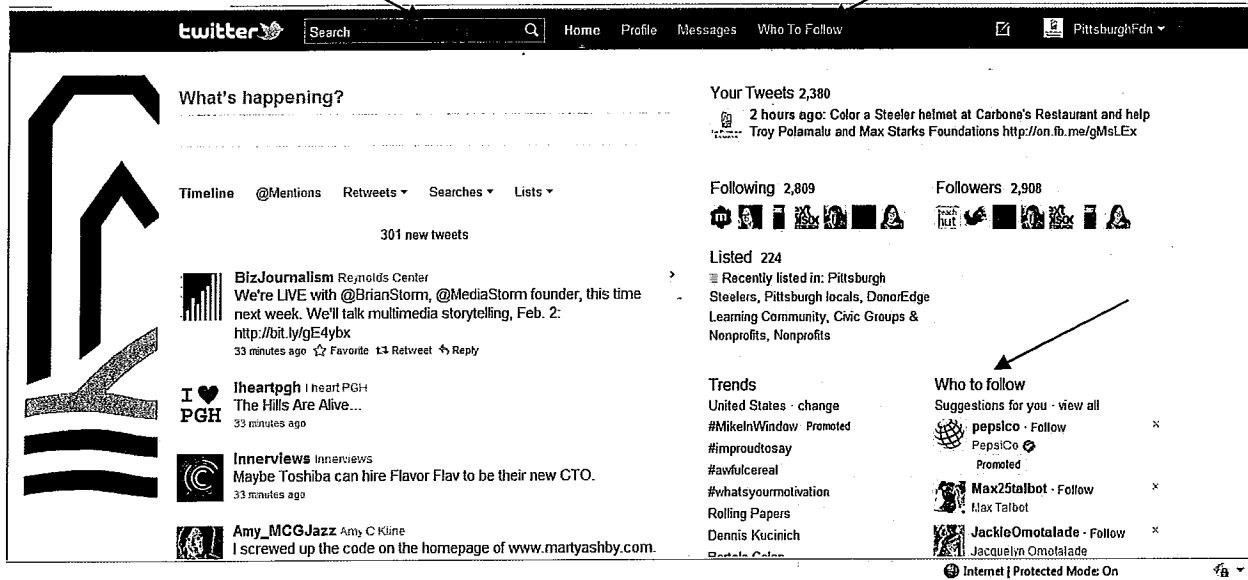 twitter Search Home Profile Messages Who To Follow PittsburghFdn
What's happening?
Timeline @Mentions Retweets Searches Lists
301 new tweets
BizJournalism Reynolds Center
We're LIVE with @BrianStorm, @MediaStorm founder, this time
next week. We'll talk multimedia storytelling, Feb. 2:
http://bit.ly/gE4ybx
33 minutes ago Favorite Retweet Reply
I ♥ PGH
Iheartpgh I heart PGH
The Hills Are Alive...
33 minutes ago
Innerviews Innerviews
Maybe Toshiba can hire Flavor Flav to be their new CTO.
33 minutes ago
Amy_MCGJazz Amy C Kline
I screwed up the code on the homepage of www.martyashby.com.
Your Tweets 2,380
2 hours ago: Color a Steeler helmet at Carbone's Restaurant and help
Troy Polamalu and Max Starks Foundations http://on.fb.me/gMsLEx
Following 2,809
Followers 2,908
Listed 224
Recently listed in: Pittsburgh
Steelers, Pittsburgh locals, DonorEdge
Learning Community, Civic Groups &
Nonprofits, Nonprofits
Trends
United States · change
#MikeInWindow Promoted
#improudtosay
#awfulcereal
#whatsyourmotivation
Rolling Papers
Dennis Kucinich
Who to follow
Suggestions for you · view all
pepsico · Follow
PepsiCo
Promoted
Max25talbot · Follow
Max Talbot
JackieOmotalade · Follow
Jacquelyn Omotalade
Internet | Protected Mode: On